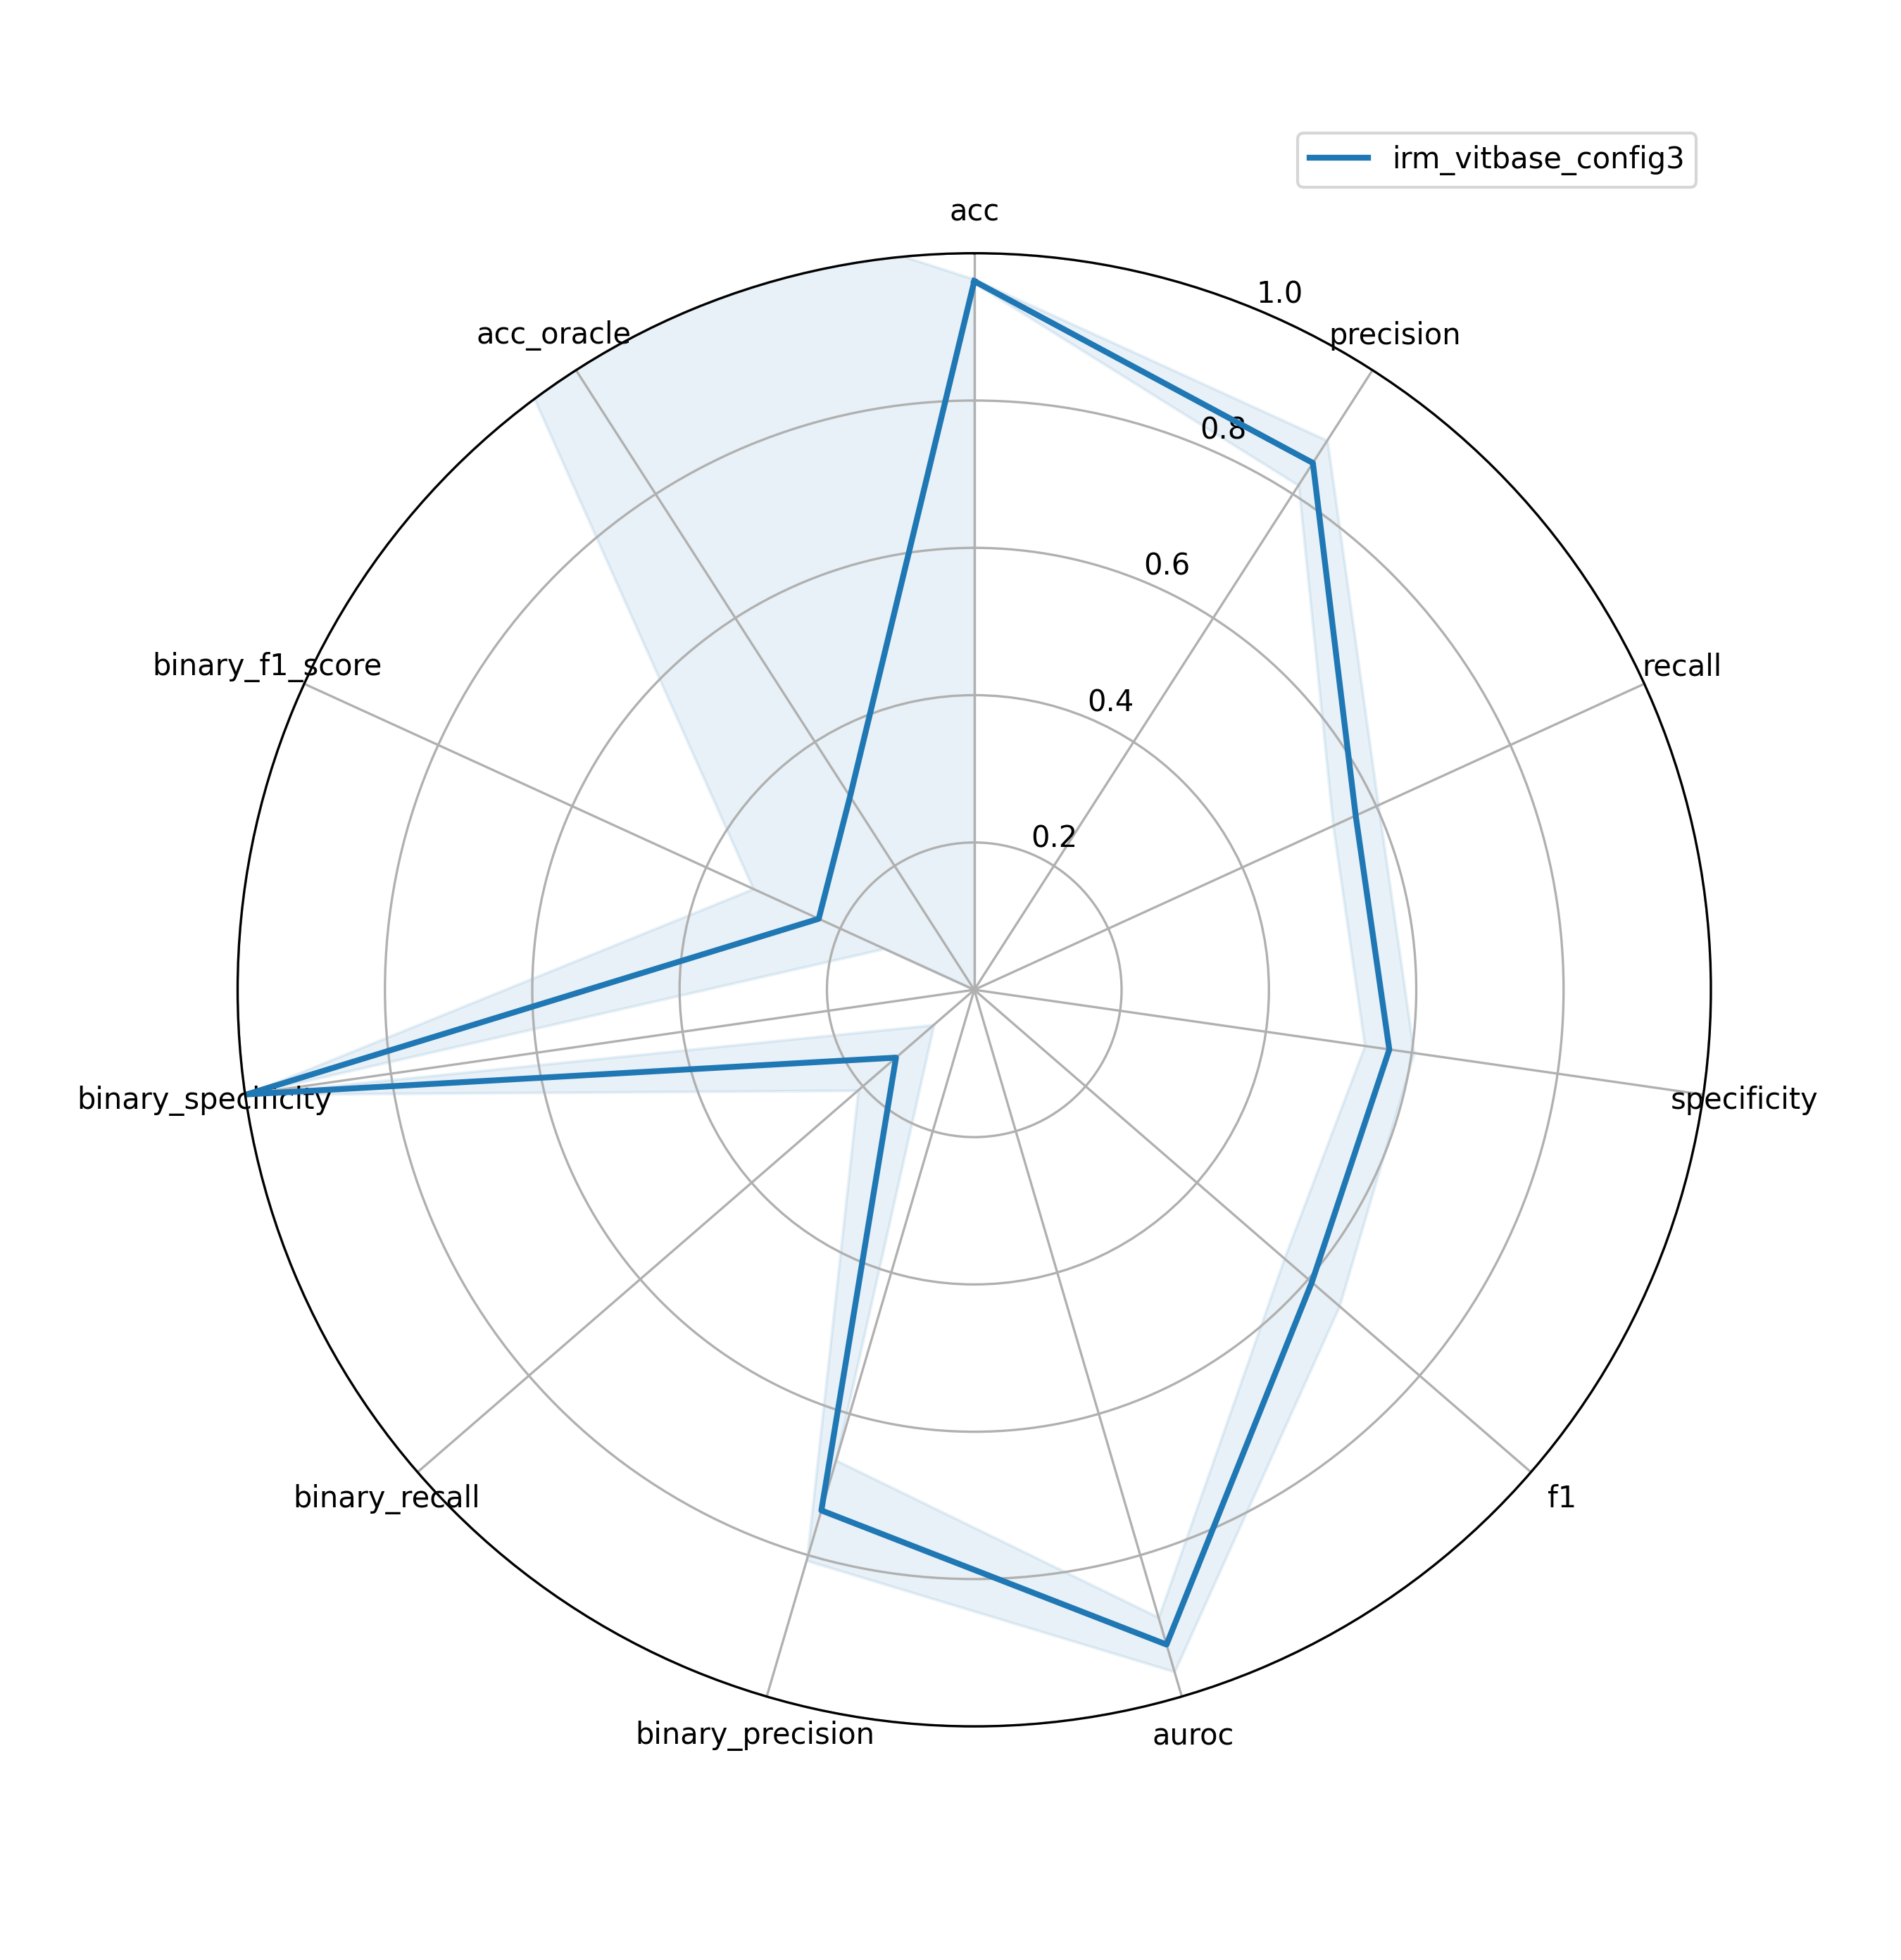 irm_vitbase_config3
acc
1.0
acc_oracle
precision
0.8
0.6
binary_f1_score
recall
0.4
0.2
binary_specificity
specificity
binary_recall
f1
binary_precision
auroc